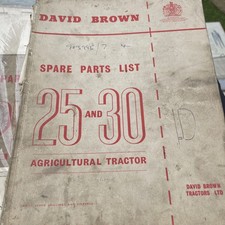 DAVID BROWN
SPARE PARTS LIST
25 AND 30
D
AGRICULTURAL TRACTOR
DAVID BROWN
TRACTORS LTD